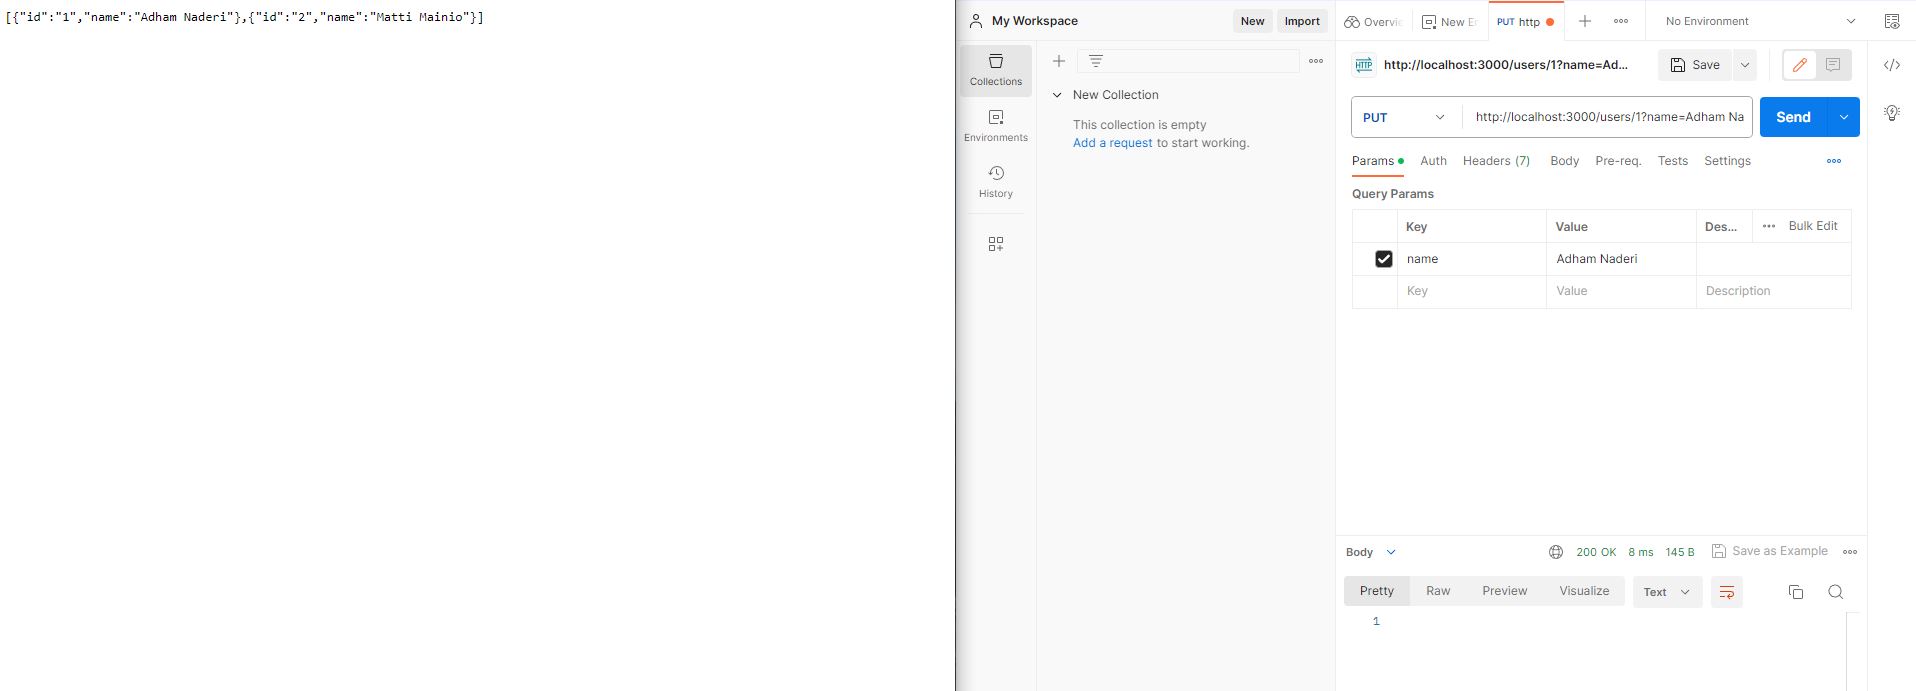 [{"id":"1","name":"Adham Naderi"},{"id":"2","name":"Matti Mainio"}]
My Workspace
New
Import
Collections
Environments
History
New Collection
This collection is empty
Add a request to start working.
Overvie
New En
PUT http
No Environment
HTTP
http://localhost:3000/users/1?name=Ad...
Save
PUT
http://localhost:3000/users/1?name=Adham Na
Send
Params
Auth
Headers (7)
Body
Pre-req.
Tests
Settings
Query Params
Key
Value
Des...
Bulk Edit
name
Adham Naderi
Key
Value
Description
Body
200 OK
8 ms
145 B
Save as Example
Pretty
Raw
Preview
Visualize
Text
1